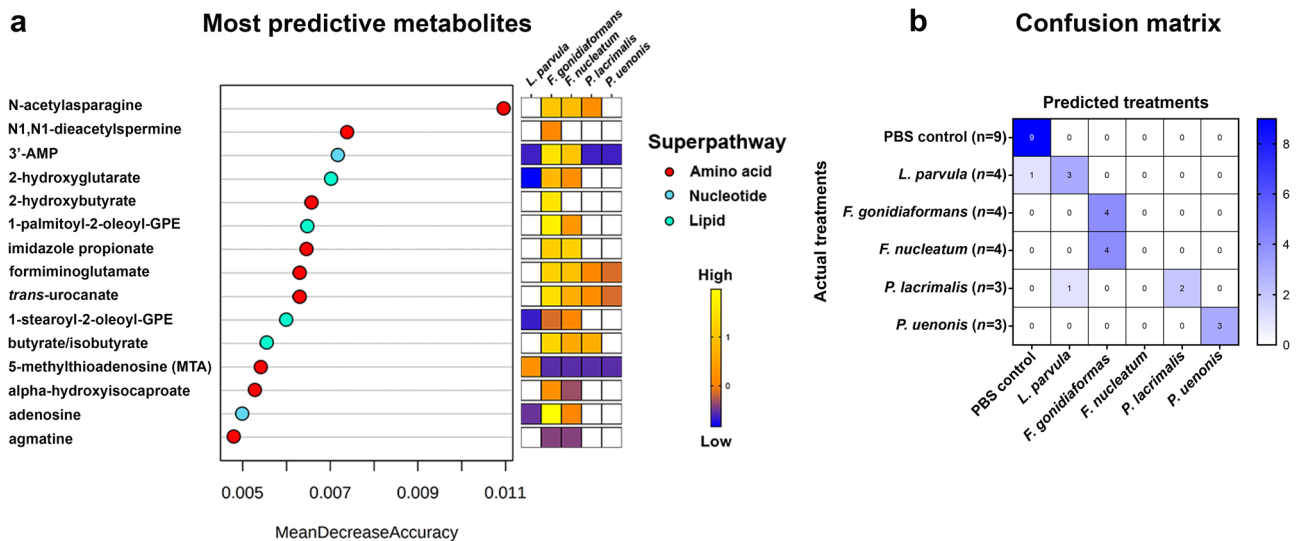 a
Most predictive metabolites
L. parvula
F. gonidiaformans
F. nucleatum
P. lacrimalis
P. uenonis
N-acetylasparagine
N1,N1-dieacetylspermine
3’-AMP
2-hydroxyglutarate
2-hydroxybutyrate
1-palmitoyl-2-oleoyl-GPE
imidazole propionate
formiminoglutamate
trans-urocanate
1-stearoyl-2-oleoyl-GPE
butyrate/isobutyrate
5-methylthioadenosine (MTA)
alpha-hydroxyisocaproate
adenosine
agmatine
0.005 0.007 0.009 0.011
MeanDecreaseAccuracy
Superpathway
Amino acid
Nucleotide
Lipid
High
1
0
Low
b
Confusion matrix
Predicted treatments
Actual treatments
PBS control (n=9) 9 0 0 0 0 0
L. parvula (n=4) 1 3 0 0 0 0
F. gonidiaformans (n=4) 0 0 4 0 0 0
F. nucleatum (n=4) 0 0 4 0 0 0
P. lacrimalis (n=3) 0 1 0 0 2 0
P. uenonis (n=3) 0 0 0 0 0 3
PBS control
L. parvula
F. gonidiaformas
F. nucleatum
P. lacrimalis
P. uenonis
8
6
4
2
0